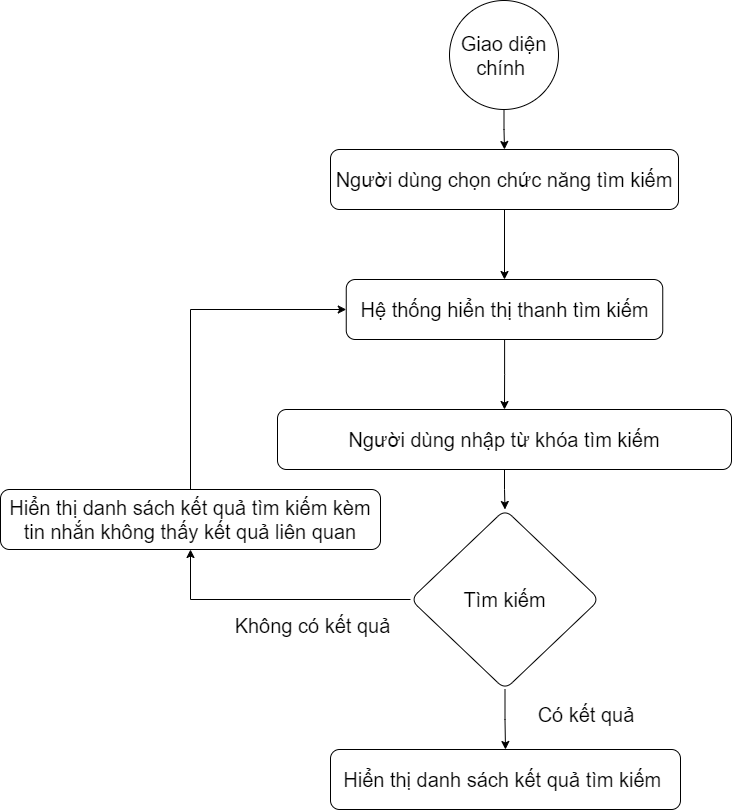 Giao diện
chính
Người dùng chọn chức năng tìm kiếm
Hệ thống hiển thị thanh tìm kiếm
Người dùng nhập từ khóa tìm kiếm
Hiển thị danh sách kết quả tìm kiếm kèm
tin nhắn không thấy kết quả liên quan
Tìm kiếm
Không có kết quả
Có kết quả
Hiển thị danh sách kết quả tìm kiếm